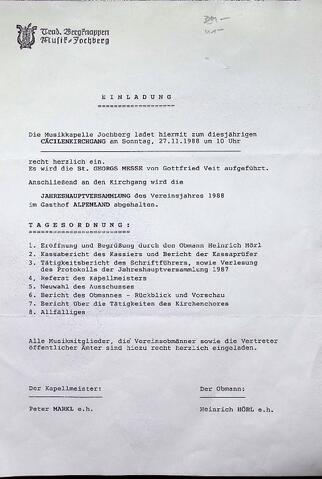 Trad. Bergknappen
Musik-Jochberg
EINLADUNG
Die Musikkapelle Jochberg ladet hiermit zum diesjährigen
CÄCILENKIRCHGANG am Sonntag, 27.11.1988 um 10 Uhr
recht herzlich ein.
Es wird die St. GEORGS MESSE von Gottfried Veit aufgeführt.
Anschließend an den Kirchgang wird die
JAHRESHAUPTVERSAMMLUNG des Vereinsjahres 1988
im Gasthof ALPENLAND abgehalten.
TAGESORDNUNG:
1. Eröffnung und Begrüßung durch den Obmann Heinrich Hörl
2. Kassabericht des Kassiers und Bericht der Kassaprüfer
3. Tätigkeitsbericht des Schriftführers, sowie Verlesung
des Protokolls der Jahreshauptversammlung 1987
4. Referat des Kapellmeisters
5. Neuwahl des Ausschusses
6. Bericht des Obmannes - Rückblick und Vorschau
7. Bericht über die Tätigkeites des Kirchenchores
8. Allfälliges
Alle Musikmitglieder, die Vereinsobmänner sowie die Vertreter
öffentlicher Ämter sind hiezu recht herzlich eingeladen.
Der Kapellmeister: Der Obmann:
Peter MARKL e.h. Heinrich HÖRL e.h.